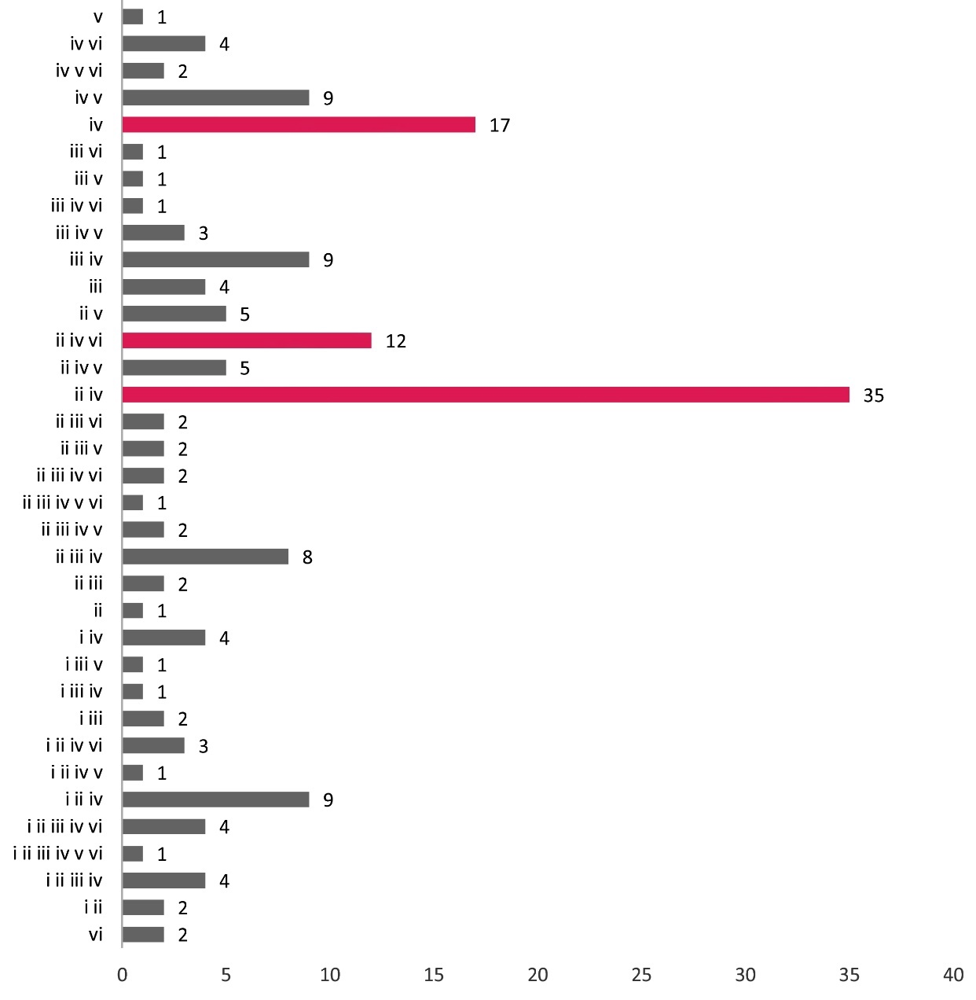 v 1
iv vi 4
iv v vi 2
iv v 9
iv 17
iii vi 1
iii v 1
iii iv vi 1
iii iv v 3
iii iv 9
iii 4
ii v 5
ii iv vi 12
ii iv v 5
ii iv 35
ii iii vi 2
ii iii v 2
ii iii iv vi 2
ii iii iv v vi 1
ii iii iv v 2
ii iii iv 8
ii iii 2
ii 1
i iv 4
i iii v 1
i iii iv 1
i iii 2
i ii iv vi 3
i ii iv v 1
i ii iv 9
i ii iii iv vi 4
i ii iii iv v vi 1
i ii iii iv 4
i ii 2
vi 2
0 5 10 15 20 25 30 35 40